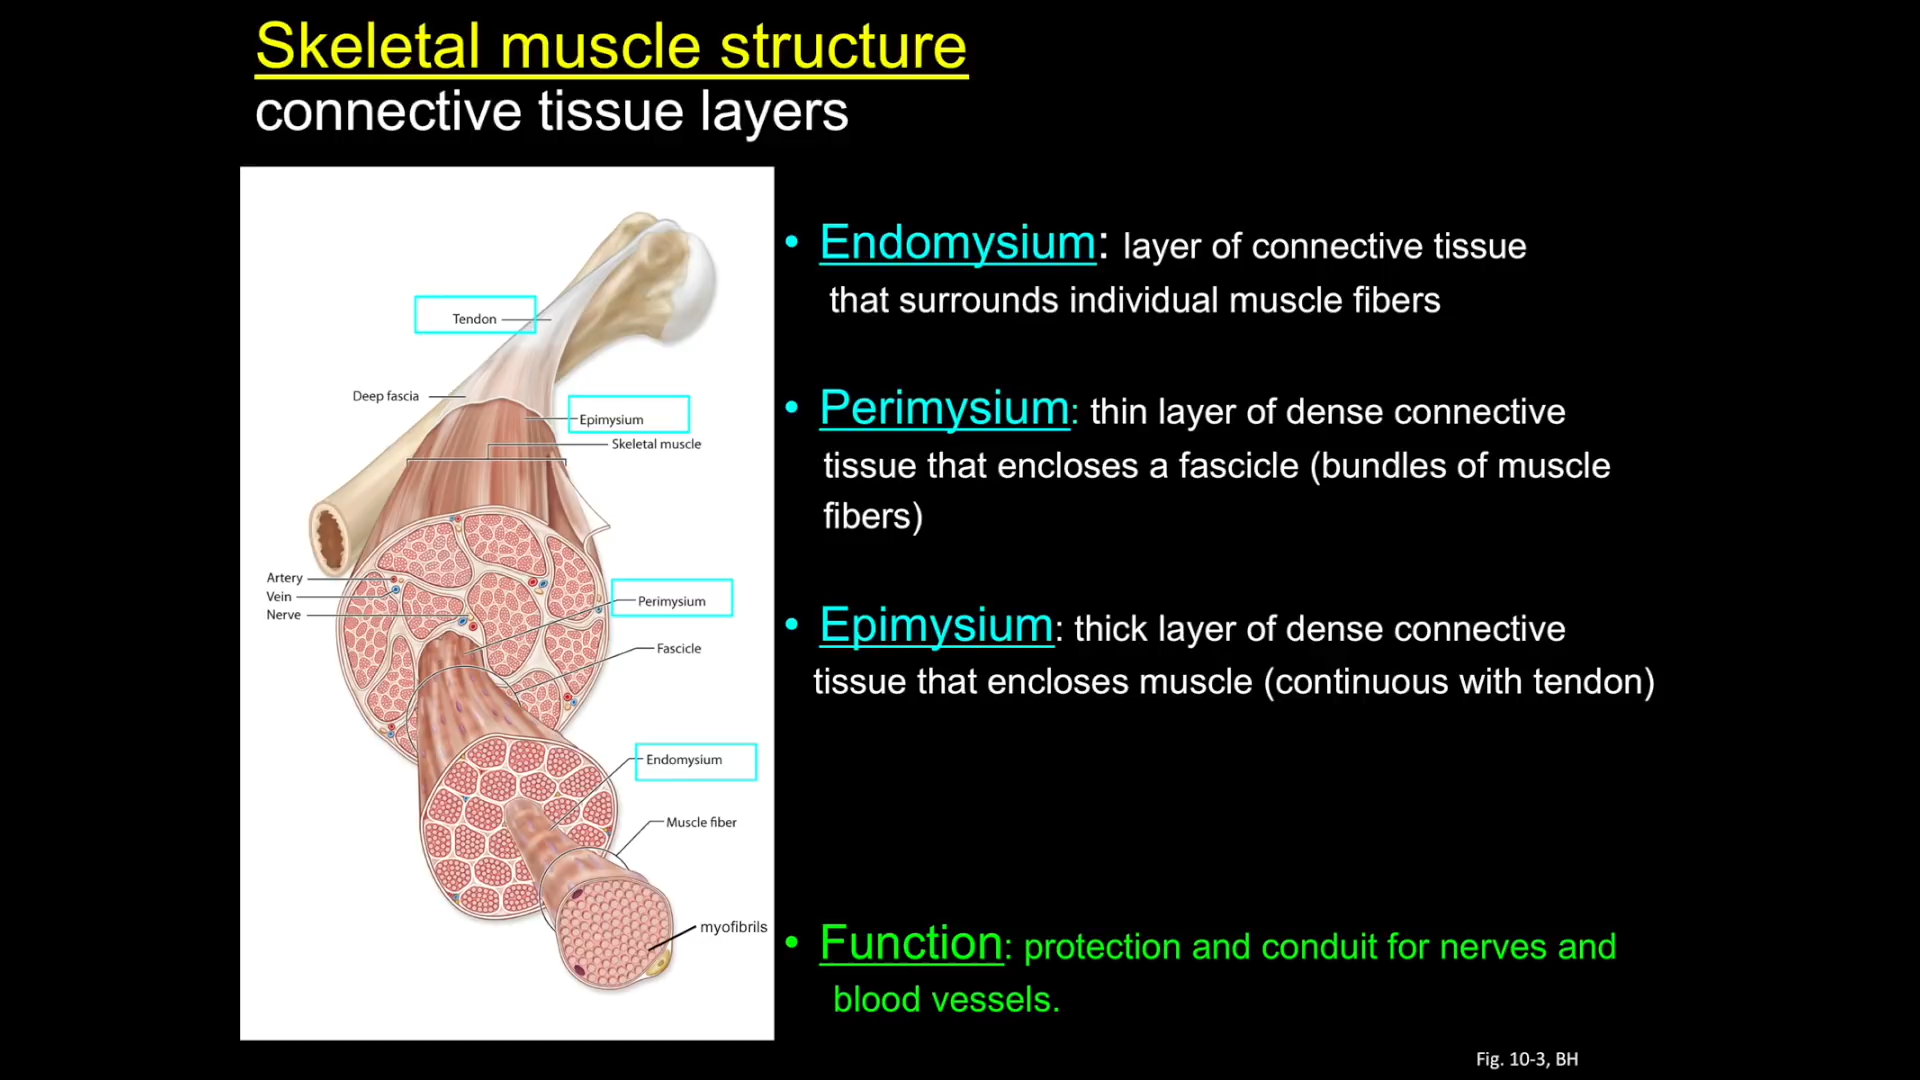 Skeletal muscle structure
connective tissue layers
Tendon
Deep fascia
Epimysium
Skeletal muscle
Artery
Vein
Nerve
Perimysium
Fascicle
Endomysium
Muscle fiber
myofibrils
• Endomysium: layer of connective tissue
that surrounds individual muscle fibers
• Perimysium: thin layer of dense connective
tissue that encloses a fascicle (bundles of muscle
fibers)
• Epimysium: thick layer of dense connective
tissue that encloses muscle (continuous with tendon)
• Function: protection and conduit for nerves and
blood vessels.
Fig. 10-3, BH